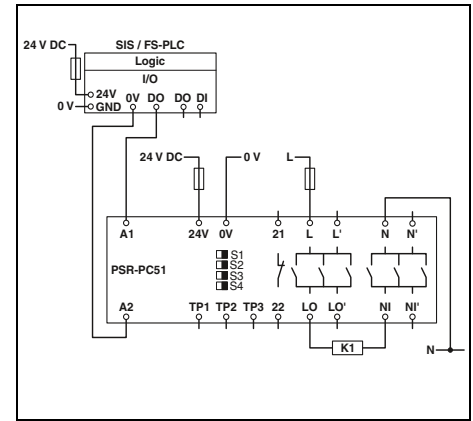 24 V DC SIS / FS-PLC
Logic
I/O
24V
0 V GND 0V DO DO DI
24 V DC 0 V L
A1 24V 0V 21 L L' N N'
S1
S2
PSR-PC51 S3
S4
A2 TP1 TP2 TP3 22 LO LO' NI NI'
K1 N